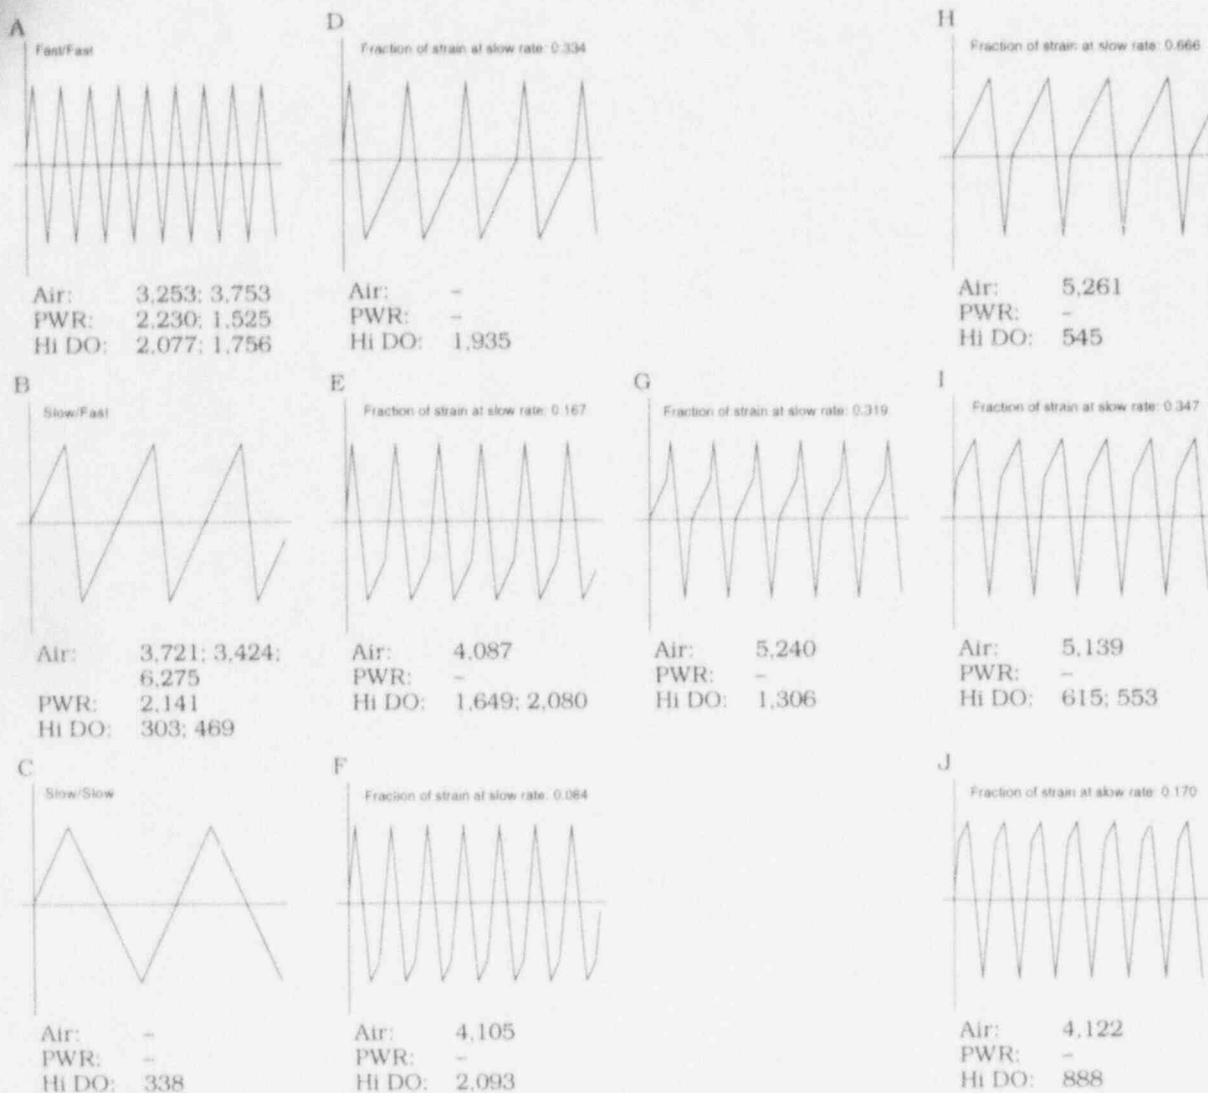 A
Fast/Fast
Air: 3,253; 3,753
PWR: 2,230; 1,525
Hi DO: 2,077; 1,756
D
Fraction of strain at slow rate: 0.334
Air: –
PWR: –
Hi DO: 1,935
H
Fraction of strain at slow rate: 0.666
Air: 5,261
PWR: –
Hi DO: 545
B
Slow/Fast
Air: 3,721; 3,424;
6,275
PWR: 2,141
Hi DO: 303; 469
E
Fraction of strain at slow rate: 0.167
Air: 4,087
PWR: –
Hi DO: 1,649; 2,080
G
Fraction of strain at slow rate: 0.319
Air: 5,240
PWR: –
Hi DO: 1,306
I
Fraction of strain at slow rate: 0.347
Air: 5,139
PWR: –
Hi DO: 615; 553
C
Slow/Slow
Air: –
PWR: –
Hi DO: 338
F
Fraction of strain at slow rate: 0.084
Air: 4,105
PWR: –
Hi DO: 2,093
J
Fraction of strain at slow rate: 0.170
Air: 4,122
PWR: –
Hi DO: 888